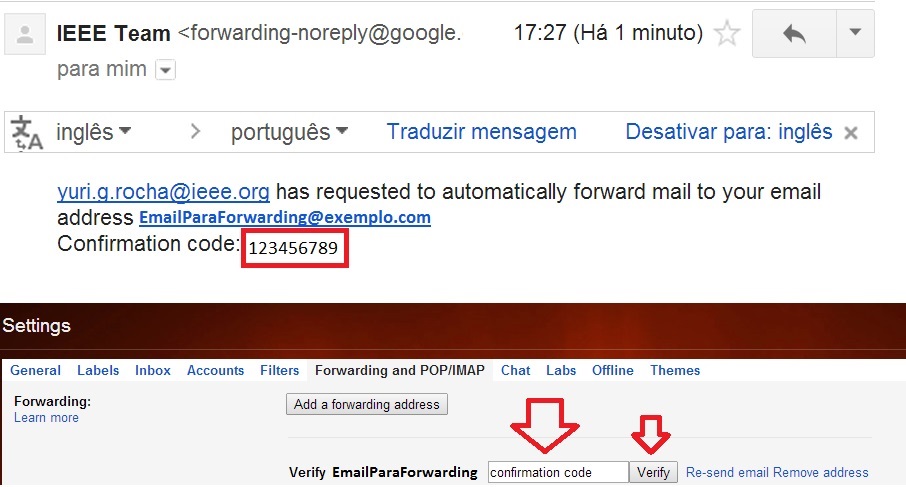 IEEE Team <forwarding-noreply@google. 17:27 (Há 1 minuto)
para mim
文A inglês > português Traduzir mensagem Desativar para: inglês x
yuri.g.rocha@ieee.org has requested to automatically forward mail to your email
address EmailParaForwarding@exemplo.com
Confirmation code: 123456789
Settings
General Labels Inbox Accounts Filters Forwarding and POP/IMAP Chat Labs Offline Themes
Forwarding: Add a forwarding address
Learn more
Verify EmailParaForwarding confirmation code Verify Re-send email Remove address